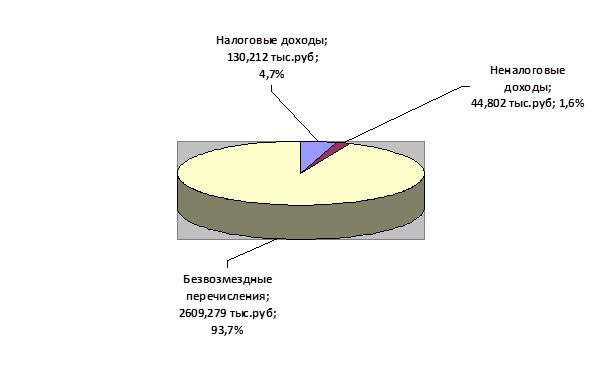 Налоговые доходы;
130,212 тыс.руб;
4,7%
Неналоговые
доходы;
44,802 тыс.руб; 1,6%
Безвозмездные
перечисления;
2609,279 тыс.руб;
93,7%